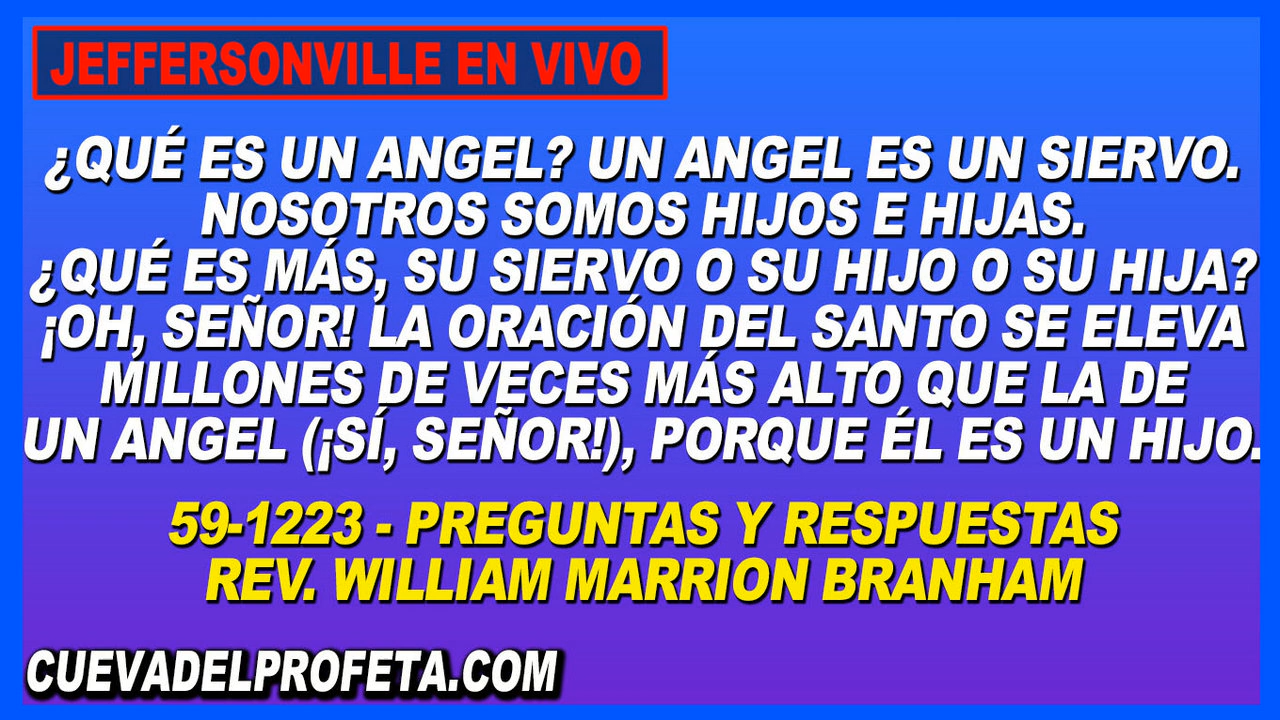 JEFFERSONVILLE EN VIVO
¿QUÉ ES UN ANGEL? UN ANGEL ES UN SIERVO.
NOSOTROS SOMOS HIJOS E HIJAS.
¿QUÉ ES MÁS, SU SIERVO O SU HIJO O SU HIJA?
¡OH, SEÑOR! LA ORACIÓN DEL SANTO SE ELEVA
MILLONES DE VECES MÁS ALTO QUE LA DE
UN ANGEL (¡SÍ, SEÑOR!), PORQUE ÉL ES UN HIJO.
59-1223 - PREGUNTAS Y RESPUESTAS
REV. WILLIAM MARRION BRANHAM
CUEVADELPROFETA.COM